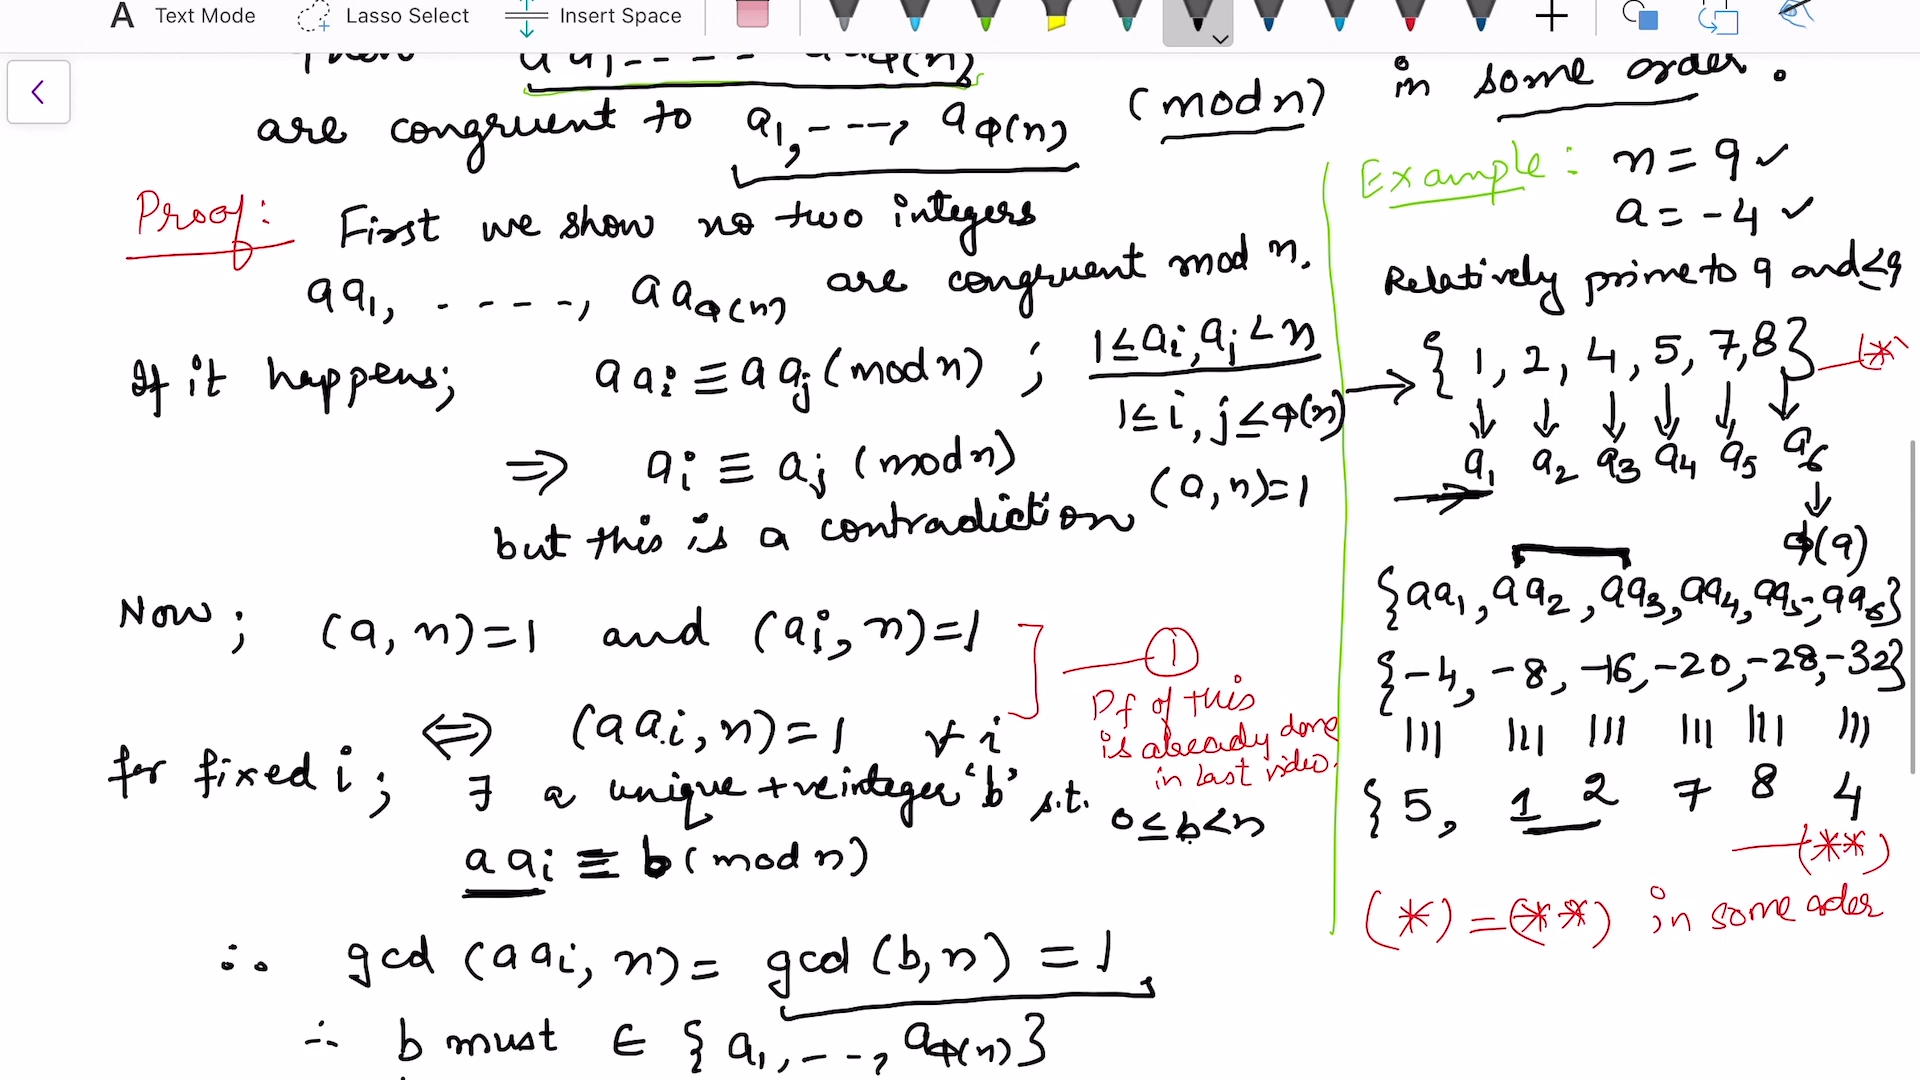 Text Mode Lasso Select Insert Space
Then aa1---- aaφ(n)
are congruent to a1,----, aφ(n) (mod n) in some order.
Proof: First we show no two integers
aa1, ----, aaφ(n) are congruent mod n.
If it happens; aai ≡ aaj (mod n) ; 1≤ai,aj<n
1≤i,j≤φ(n)
⇒ ai ≡ aj (mod n)
(a,n)=1
but this is a contradiction
Now; (a,n)=1 and (ai,n)=1
⇔ (aai,n)=1 ∀ i
1
Pf of this
is already done
in last video.
for fixed i; ∃ a unique +ve integer 'b' s.t. 0≤b<n
aai ≡ b (mod n)
∴ gcd (aai, n) = gcd (b,n) = 1
∴ b must ∈ {a1,---, aφ(n)}
Example: n=9 ✓
a=-4 ✓
Relatively prime to 9 and ≤9
{1, 2, 4, 5, 7, 8} —(*)
↓ ↓ ↓ ↓ ↓ ↓
a1 a2 a3 a4 a5 a6
↓
φ(9)
{aa1, aa2, aa3, aa4, aa5, aa6}
{-4, -8, -16, -20, -28, -32}
||| ||| ||| ||| ||| |||
{5, 1 2 7 8 4
—(**)
(*)=(**) in some order